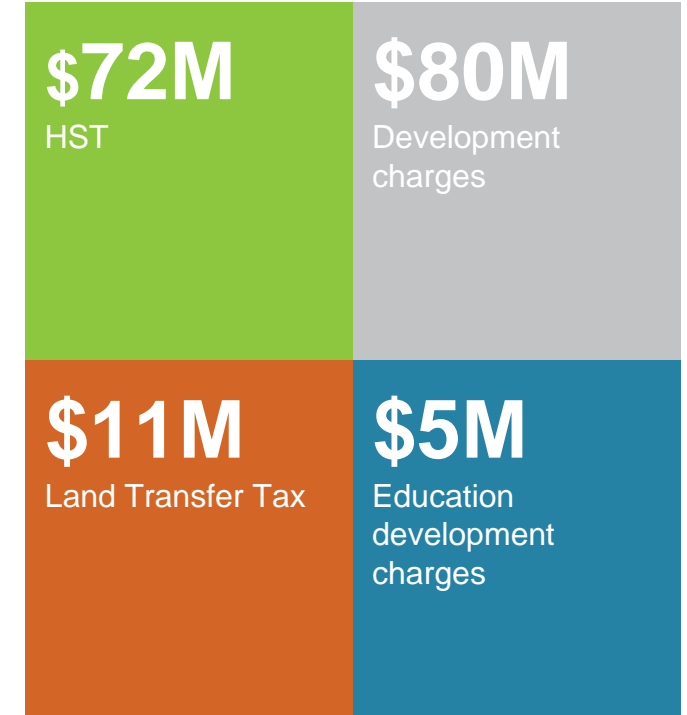 $72M
HST
$80M
Development
charges
$11M
Land Transfer Tax
$5M
Education
development
charges